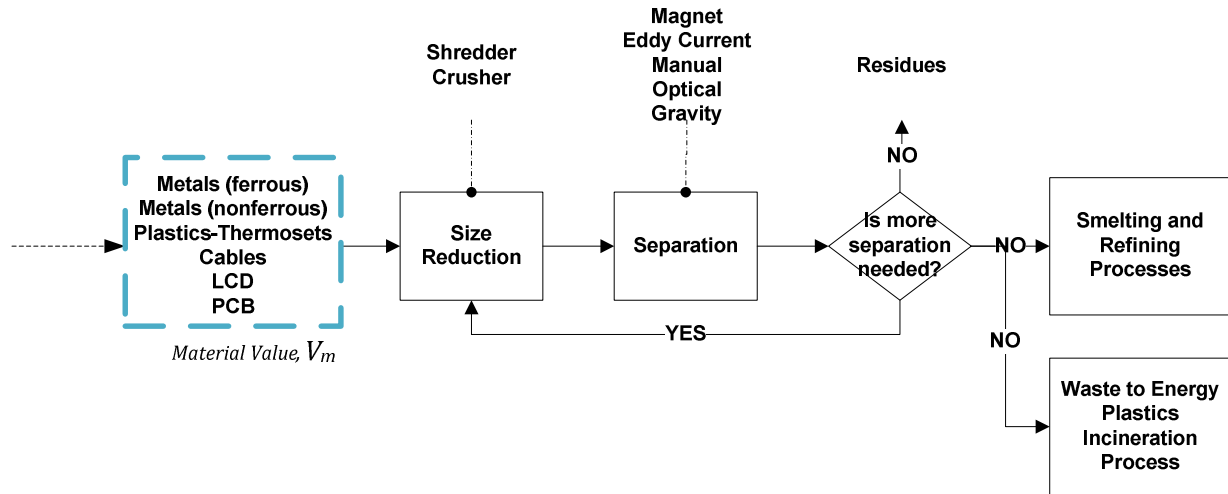 Shredder
Crusher
Magnet
Eddy Current
Manual
Optical
Gravity
Residues
NO
Metals (ferrous)
Metals (nonferrous)
Plastics-Thermosets
Cables
LCD
PCB
Material Value, Vm
Size
Reduction
Separation
Is more
separation
needed?
NO
Smelting and
Refining
Processes
YES
NO
Waste to Energy
Plastics
Incineration
Process